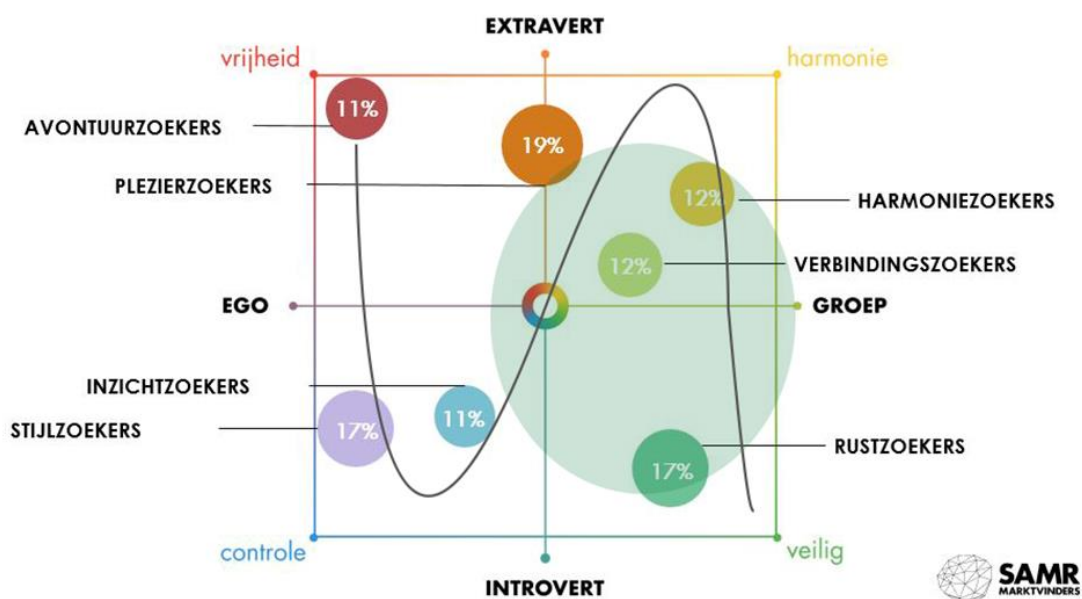 EXTRAVERT
vrijheid
harmonie
11%
AVONTUURZOEKERS
19%
PLEZIERZOEKERS
12%
HARMONIEZOEKERS
12%
VERBINDINGSZOEKERS
EGO
GROEP
INZICHTZOEKERS
11%
STIJLZOEKERS
17%
RUSTZOEKERS
17%
controle
veilig
INTROVERT
SAMR
MARKTVINDERS